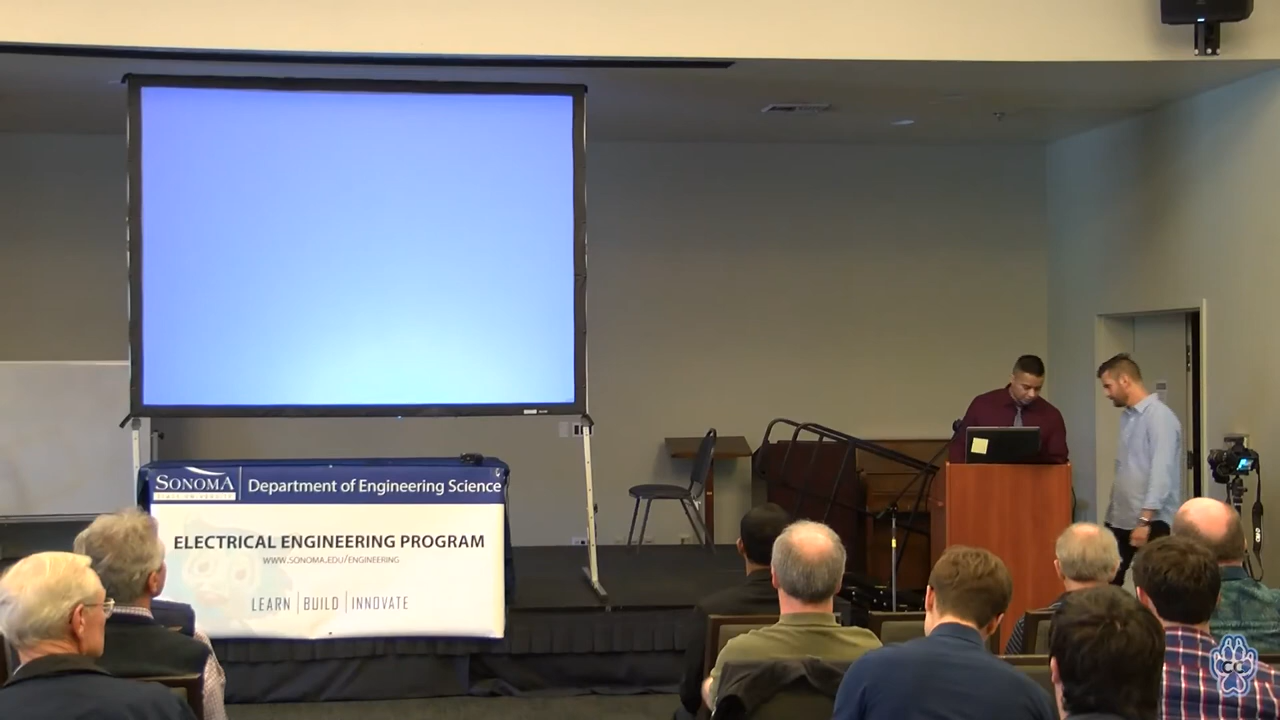 SONOMA
STATE UNIVERSITY
Department of Engineering Science
ELECTRICAL ENGINEERING PROGRAM
WWW.SONOMA.EDU/ENGINEERING
LEARN | BUILD | INNOVATE
CC